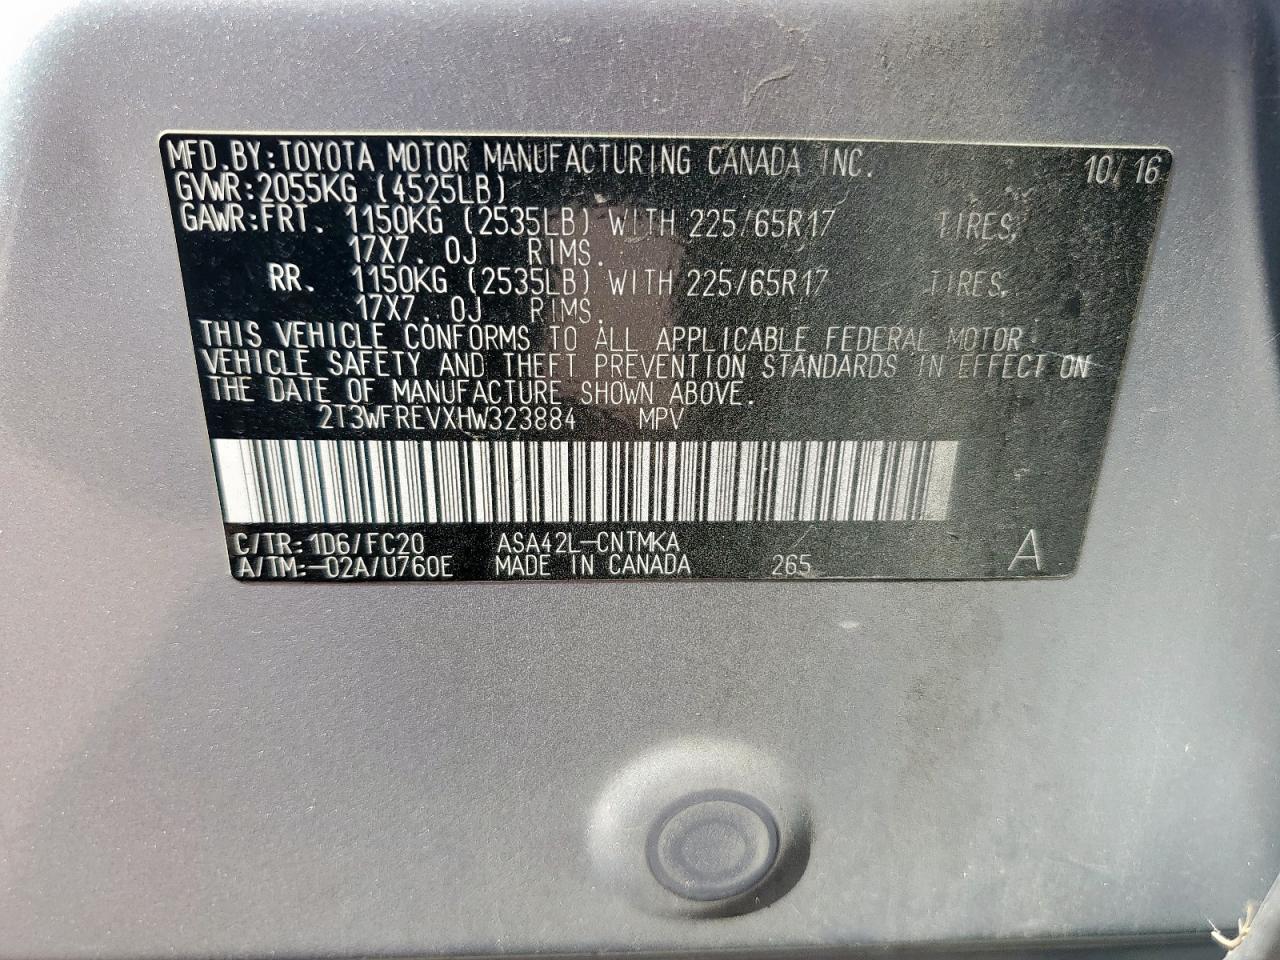 MFD.BY:TOYOTA MOTOR MANUFACTURING CANADA INC. 10/16
GVWR:2055KG (4525LB)
GAWR:FRT. 1150KG (2535LB) WITH 225/65R17 TIRES,
17X7.0J RIMS.
RR. 1150KG (2535LB) WITH 225/65R17 TIRES,
17X7.0J RIMS.
THIS VEHICLE CONFORMS TO ALL APPLICABLE FEDERAL MOTOR
VEHICLE SAFETY AND THEFT PREVENTION STANDARDS IN EFFECT ON
THE DATE OF MANUFACTURE SHOWN ABOVE.
2T3WFREVXHW323884 MPV
C/TR:1D6/FC20 ASA42L-CNTMKA
A/TM:-02A/U760E MADE IN CANADA 265 A